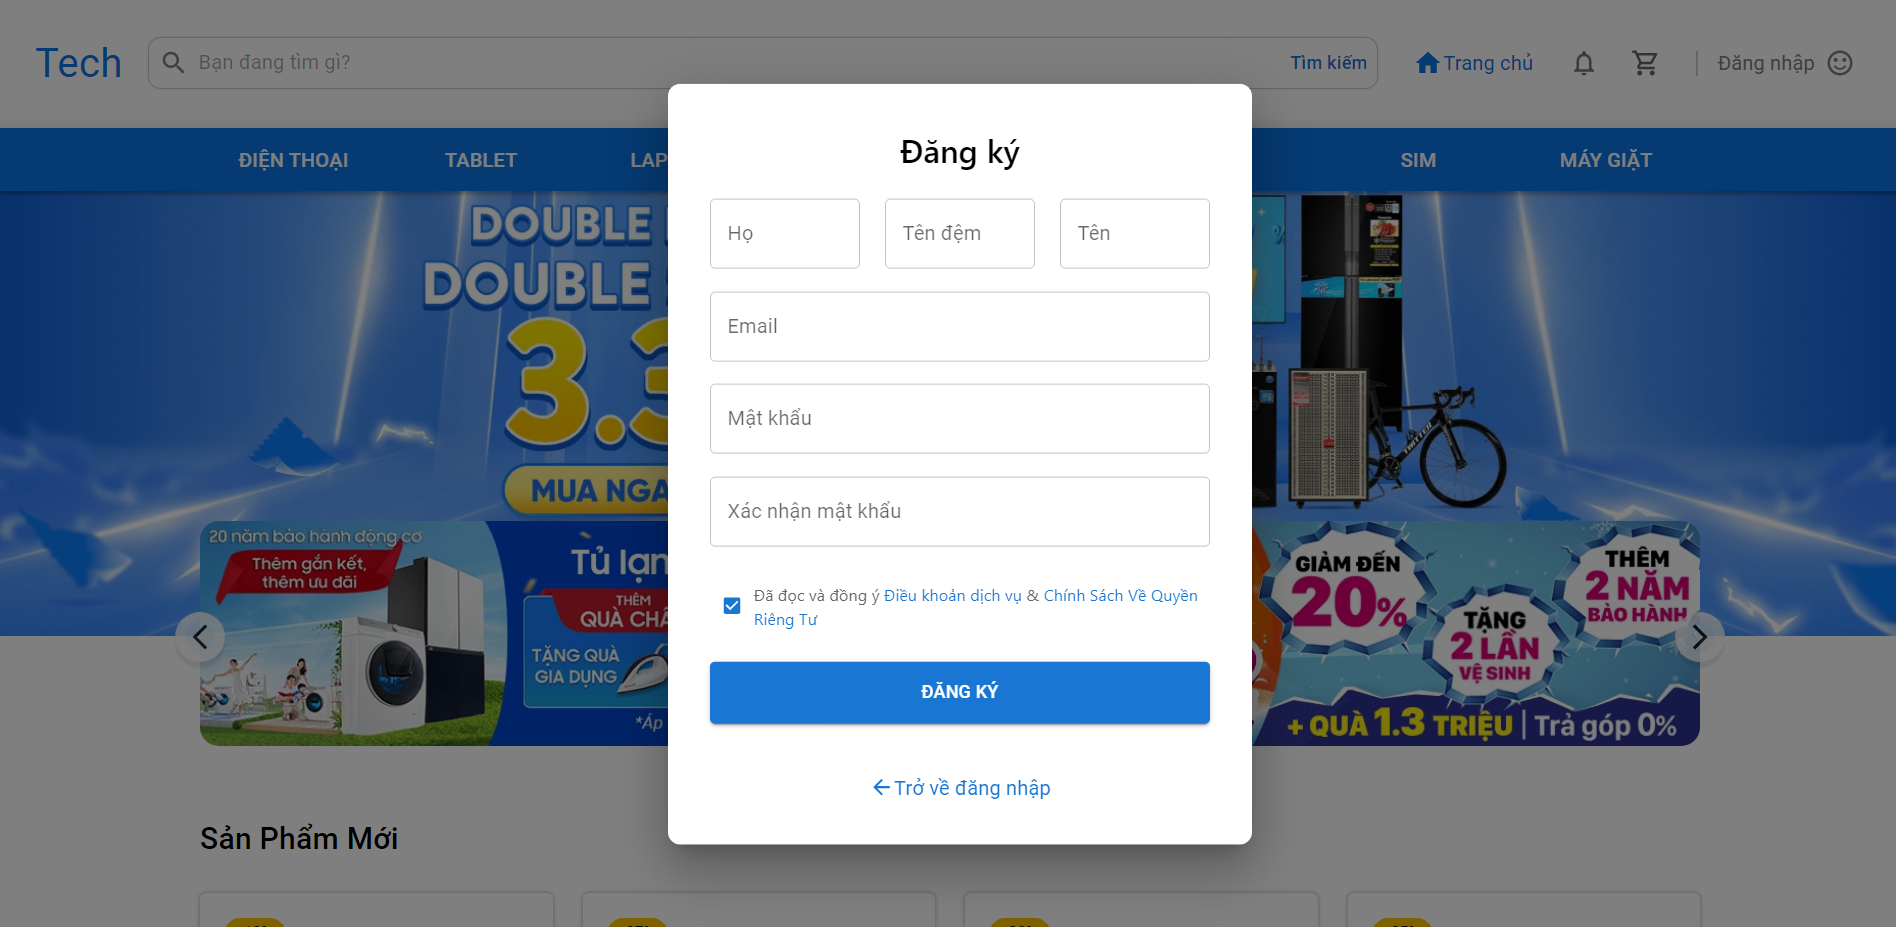 Tech
Bạn đang tìm gì?
Tìm kiếm
Trang chủ
Đăng nhập
ĐIỆN THOẠI
TABLET
LAP
SIM
MÁY GIẶT
DOUBLE
DOUBLE
3.3
MUA NGA
Đăng ký
Họ
Tên đệm
Tên
Email
Mật khẩu
Xác nhận mật khẩu
Đã đọc và đồng ý Điều khoản dịch vụ & Chính Sách Về Quyền
Riêng Tư
ĐĂNG KÝ
Trở về đăng nhập
20 năm bảo hành động cơ
Thêm gắn kết,
thêm ưu đãi
Tủ lạn
THÊM
QUÀ CHẤ
TẶNG QUÀ
GIA DỤNG
*Áp
GIẢM ĐẾN
20%
TẶNG
2 LẦN
VỆ SINH
THÊM
2 NĂM
BẢO HÀNH
+ QUÀ 1.3 TRIỆU | Trả góp 0%
Sản Phẩm Mới